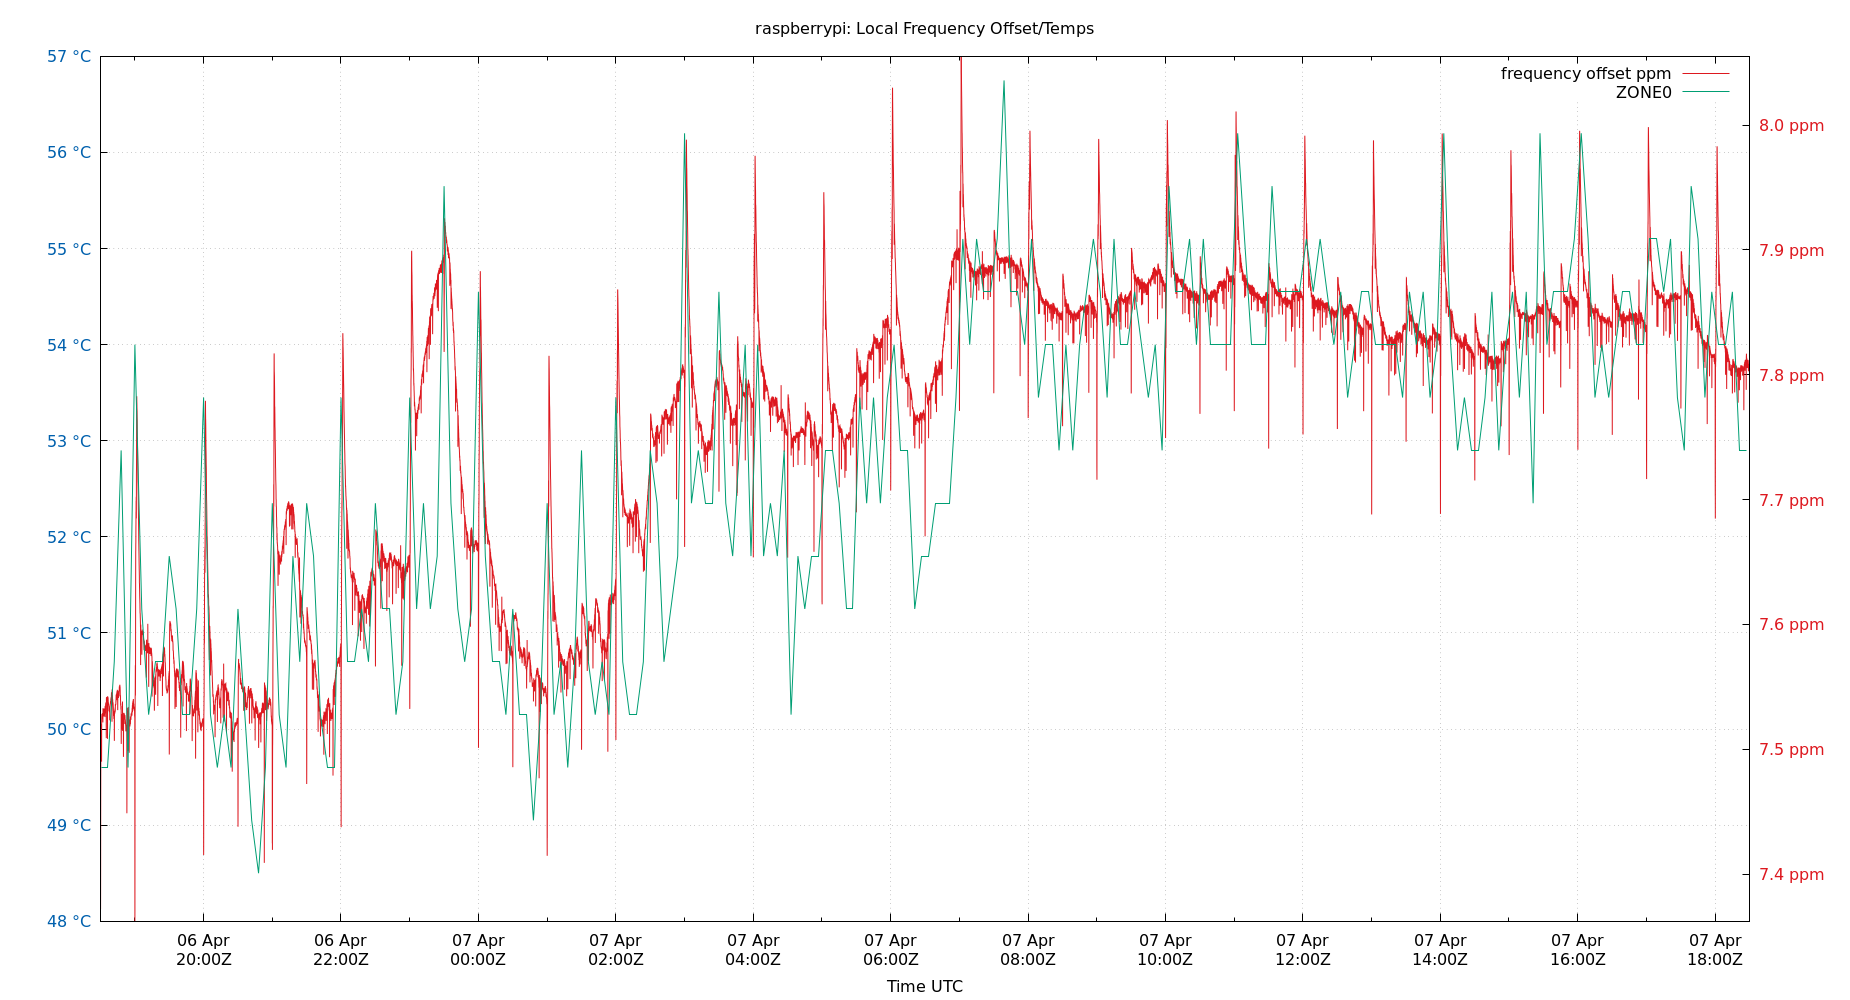 raspberrypi: Local Frequency Offset/Temps
frequency offset ppm
ZONE0
57 °C
56 °C
55 °C
54 °C
53 °C
52 °C
51 °C
50 °C
49 °C
48 °C
8.0 ppm
7.9 ppm
7.8 ppm
7.7 ppm
7.6 ppm
7.5 ppm
7.4 ppm
06 Apr
20:00Z
06 Apr
22:00Z
07 Apr
00:00Z
07 Apr
02:00Z
07 Apr
04:00Z
07 Apr
06:00Z
07 Apr
08:00Z
07 Apr
10:00Z
07 Apr
12:00Z
07 Apr
14:00Z
07 Apr
16:00Z
07 Apr
18:00Z
Time UTC